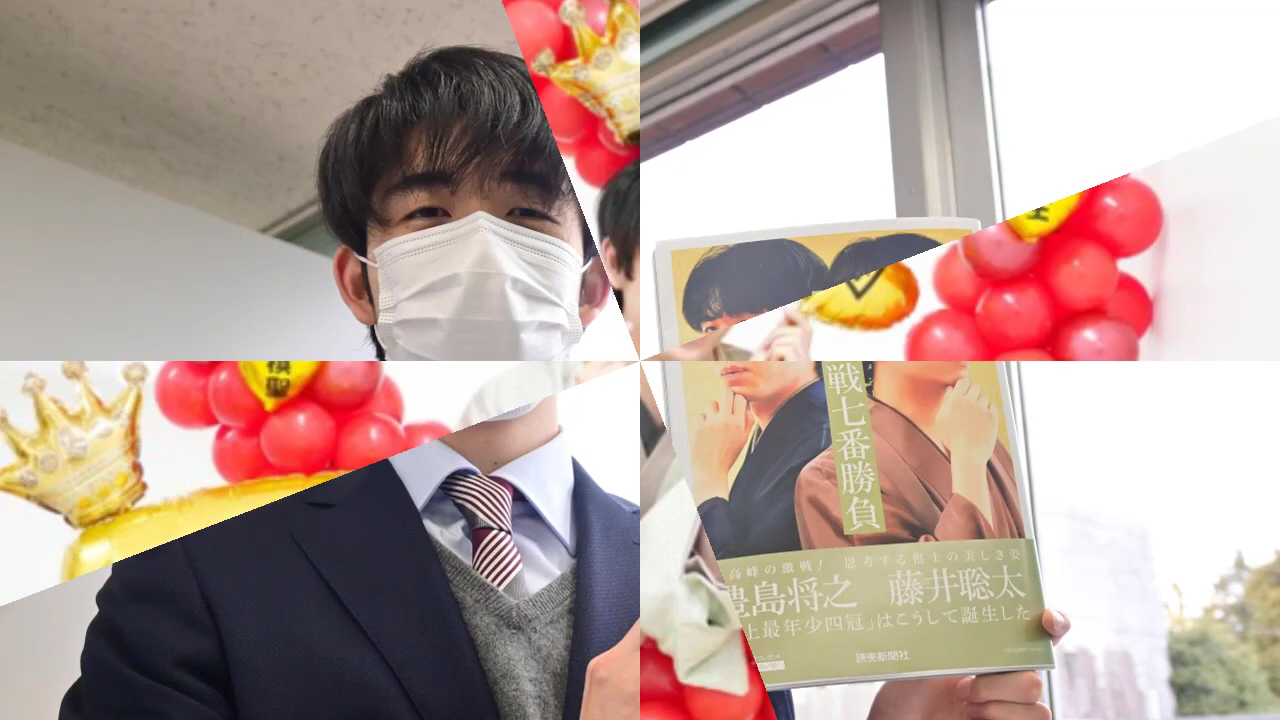 棋
聖
戦七番勝負
高峰の激戦! 思考する棋士の美しき姿
豊島将之 藤井聡太
上最年少四冠」はこうして誕生した
読売新聞社